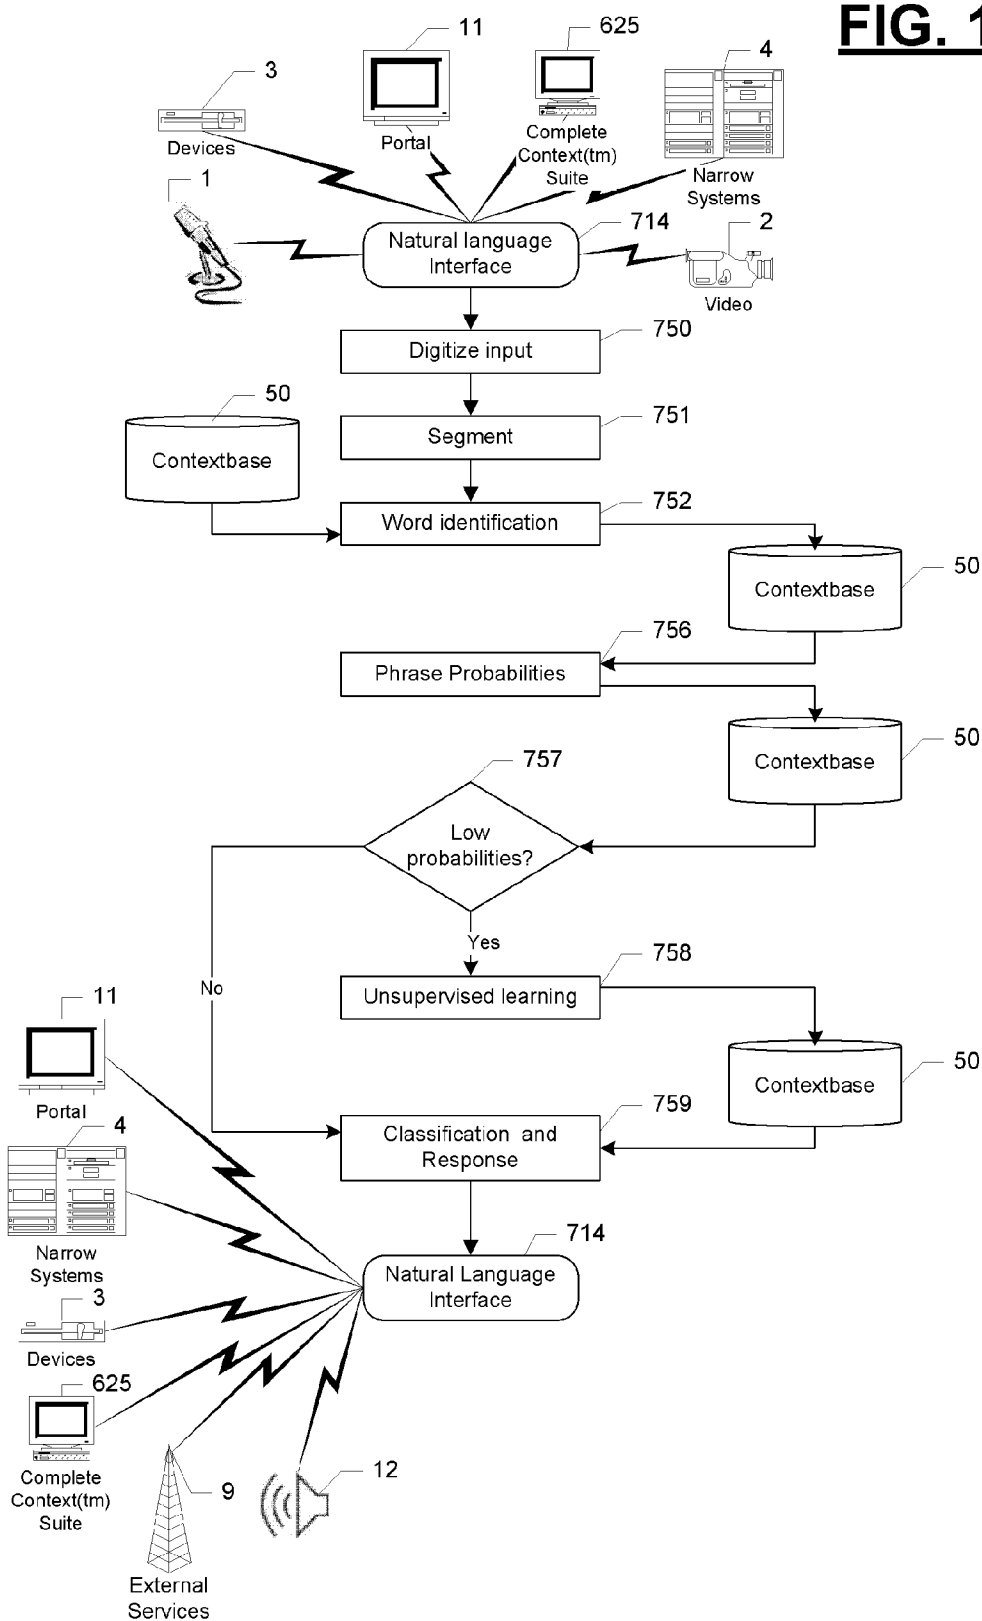 FIG. 1
11
625
4
3
Devices
Portal
Complete
Context(tm)
Suite
Narrow
Systems
1
714
2
Natural language
Interface
Video
750
Digitize input
50
751
Contextbase
Segment
752
Word identification
50
Contextbase
756
Phrase Probabilities
50
Contextbase
757
Low
probabilities?
Yes
758
No
Unsupervised learning
11
50
Contextbase
Portal
759
4
Classification and
Response
714
Narrow
Systems
Natural Language
Interface
3
Devices
625
Complete
Context(tm)
Suite
9
12
External
Services